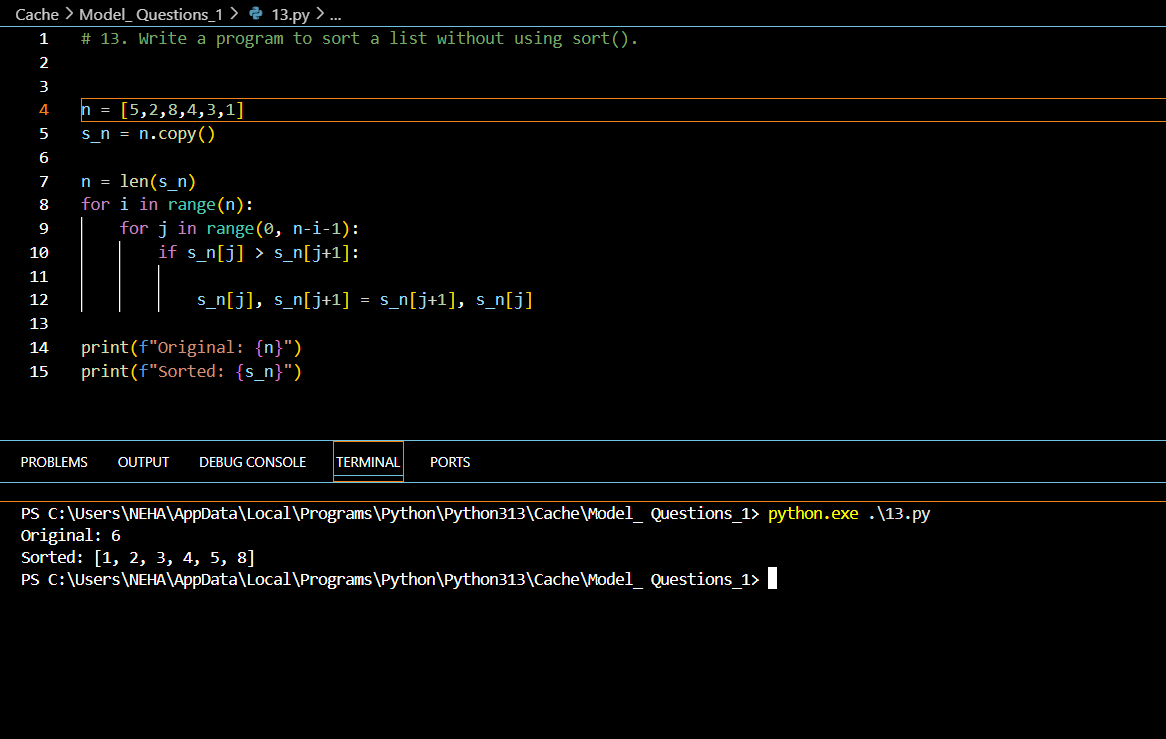 Cache > Model_ Questions_1 > 13.py > ...
1 # 13. Write a program to sort a list without using sort().
2
3
4 n = [5,2,8,4,3,1]
5 s_n = n.copy()
6
7 n = len(s_n)
8 for i in range(n):
9     for j in range(0, n-i-1):
10         if s_n[j] > s_n[j+1]:
11
12             s_n[j], s_n[j+1] = s_n[j+1], s_n[j]
13
14 print(f"Original: {n}")
15 print(f"Sorted: {s_n}")
PROBLEMS OUTPUT DEBUG CONSOLE TERMINAL PORTS
PS C:\Users\NEHA\AppData\Local\Programs\Python\Python313\Cache\Model_ Questions_1> python.exe .\13.py
Original: 6
Sorted: [1, 2, 3, 4, 5, 8]
PS C:\Users\NEHA\AppData\Local\Programs\Python\Python313\Cache\Model_ Questions_1>